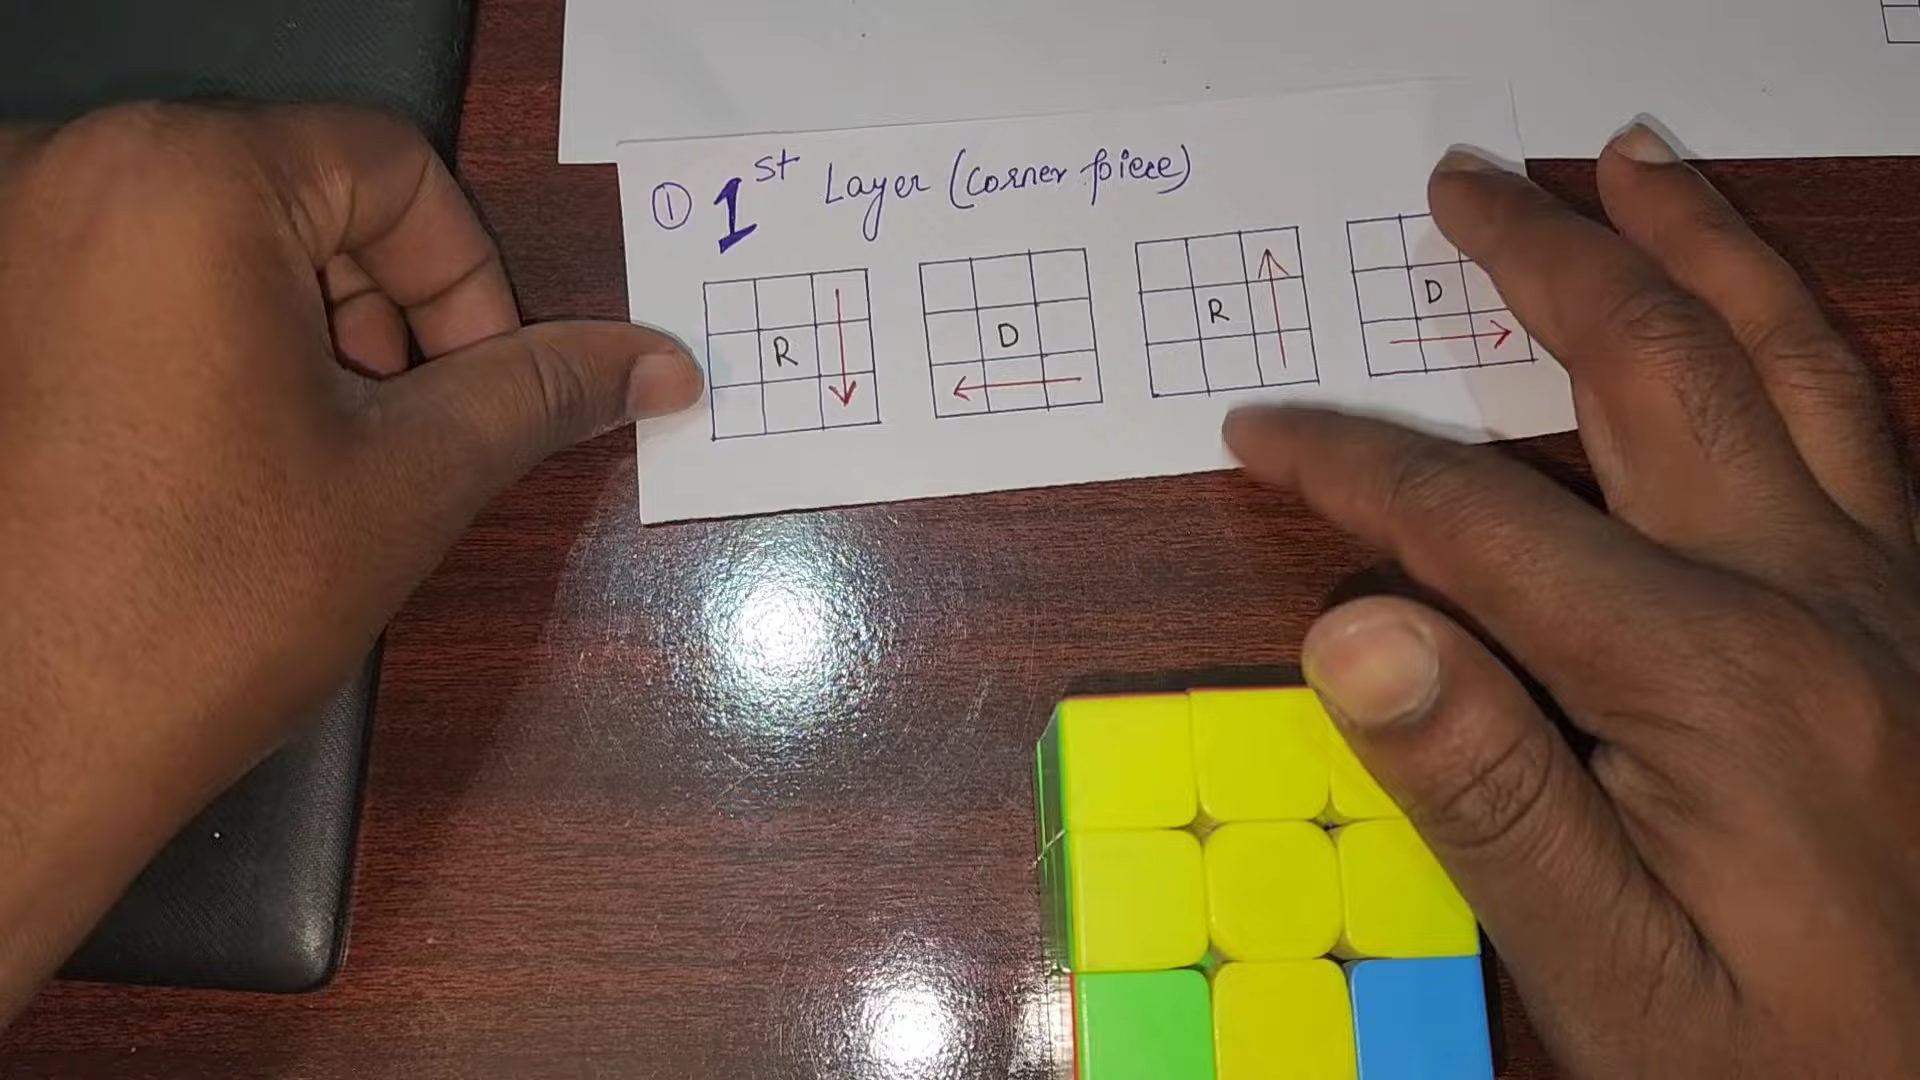 ① 1st Layer (corner piece)
R D R D